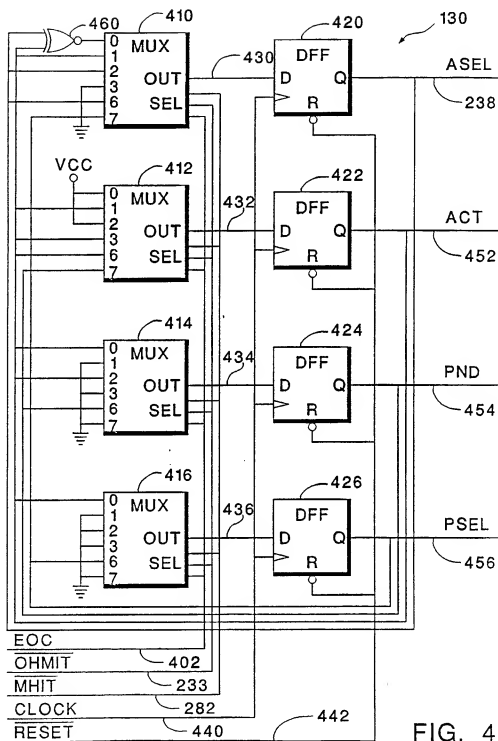 460
410
420
130
0 MUX
1
2 OUT
3
6 SEL
7
430
DFF
D Q
R
ASEL
238
VCC
412
422
0 MUX
1
2 OUT
3
6 SEL
7
432
DFF
D Q
R
ACT
452
414
424
0 MUX
1
2 OUT
3
6 SEL
7
434
DFF
D Q
R
PND
454
416
426
0 MUX
1
2 OUT
3
6 SEL
7
436
DFF
D Q
R
PSEL
456
EOC
402
OHMIT
233
MHIT
282
CLOCK
440
RESET
442
FIG. 4